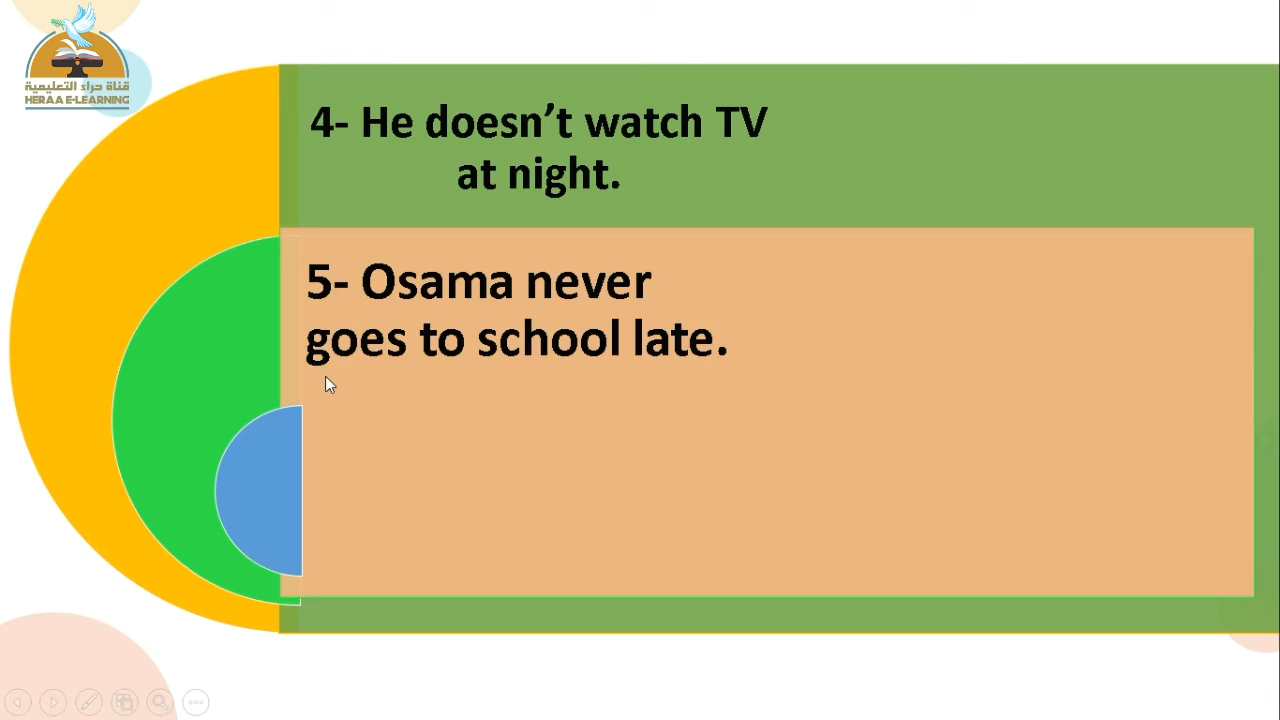 قناة حراء التعليمية
HERAA E-LEARNING
4- He doesn’t watch TV
at night.
5- Osama never
goes to school late.